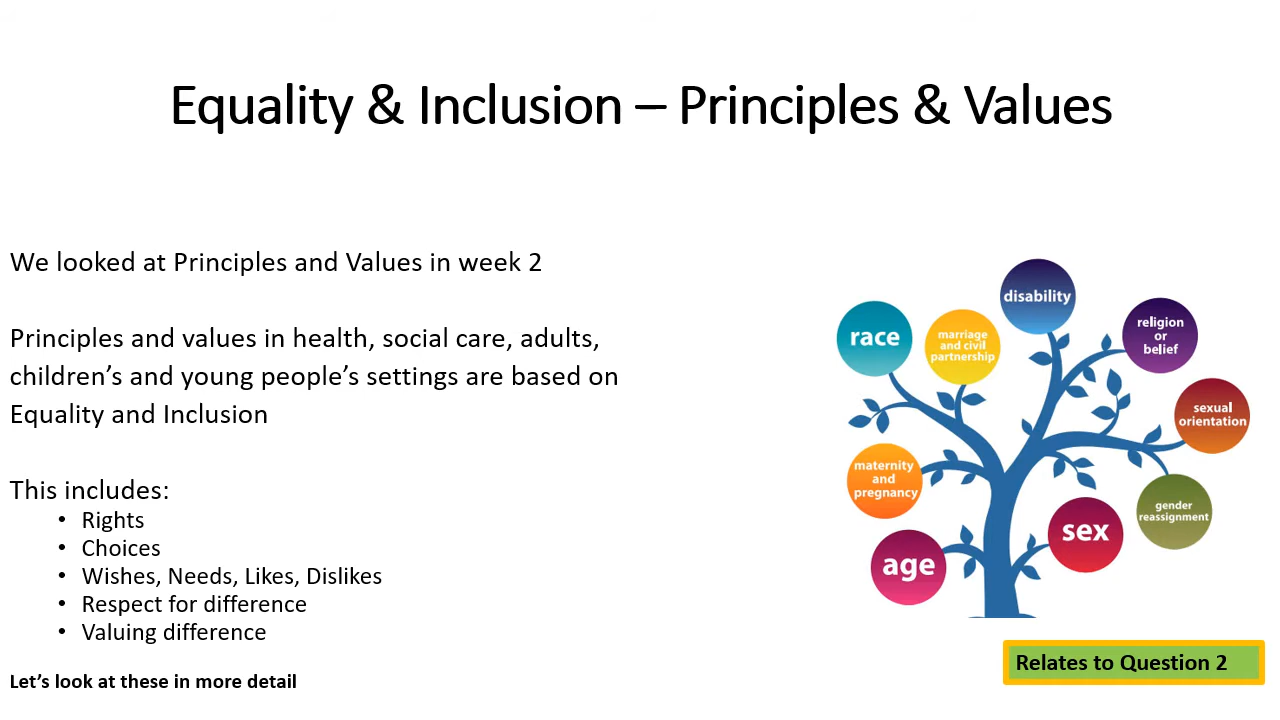 Equality & Inclusion – Principles & Values
We looked at Principles and Values in week 2
Principles and values in health, social care, adults,
children’s and young people’s settings are based on
Equality and Inclusion
This includes:
• Rights
• Choices
• Wishes, Needs, Likes, Dislikes
• Respect for difference
• Valuing difference
Let’s look at these in more detail
disability
race
marriage
and civil
partnership
religion
or
belief
sexual
orientation
maternity
and
pregnancy
gender
reassignment
sex
age
Relates to Question 2